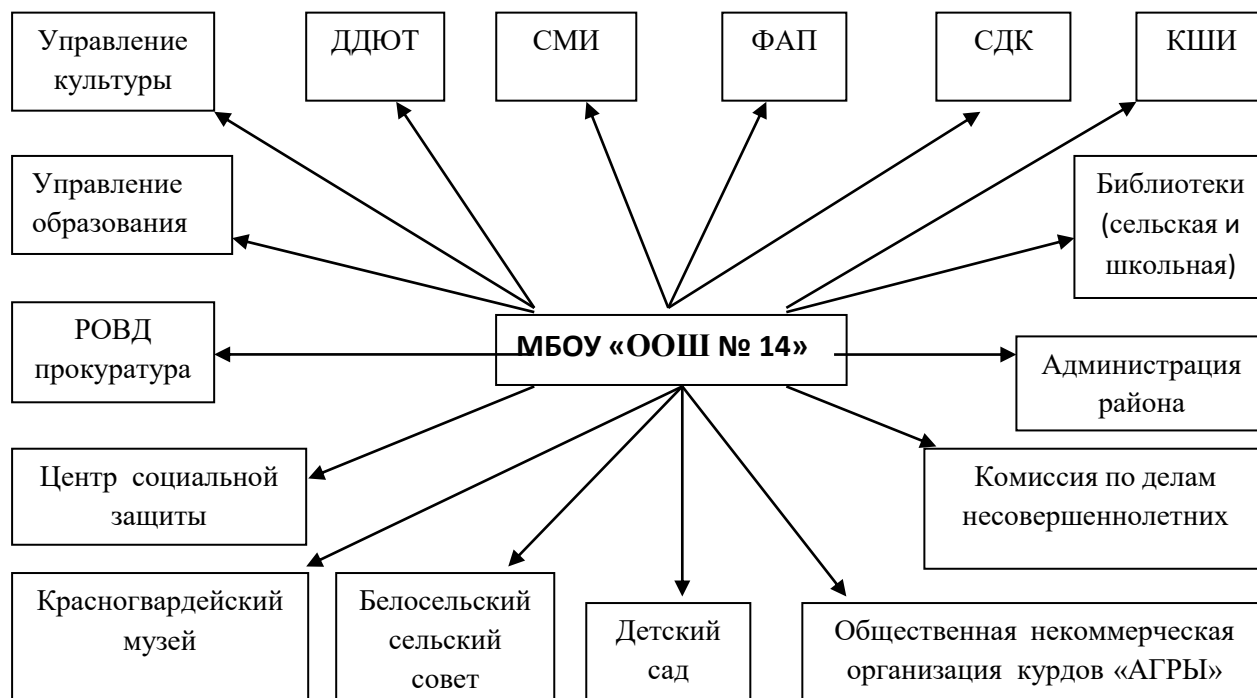 Управление
культуры
ДДЮТ
СМИ
ФАП
СДК
КШИ
Управление
образования
Библиотеки
(сельская и
школьная)
РОВД
прокуратура
МБОУ «ООШ № 14»
Администрация
района
Центр социальной
защиты
Комиссия по делам
несовершеннолетних
Красногвардейский
музей
Белосельский
сельский
совет
Детский
сад
Общественная некоммерческая
организация курдов «АГРЫ»